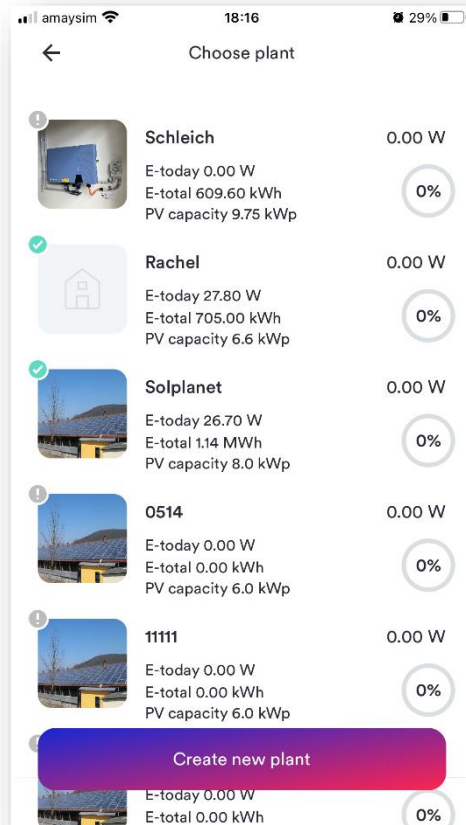 amaysim 18:16 29%
Choose plant
Schleich 0.00 W
E-today 0.00 W
E-total 609.60 kWh
PV capacity 9.75 kWp
0%
Rachel 0.00 W
E-today 27.80 W
E-total 705.00 kWh
PV capacity 6.6 kWp
0%
Solplanet 0.00 W
E-today 26.70 W
E-total 1.14 MWh
PV capacity 8.0 kWp
0%
0514 0.00 W
E-today 0.00 W
E-total 0.00 kWh
PV capacity 6.0 kWp
0%
11111 0.00 W
E-today 0.00 W
E-total 0.00 kWh
PV capacity 6.0 kWp
0%
Create new plant
E-today 0.00 W
E-total 0.00 kWh
0%